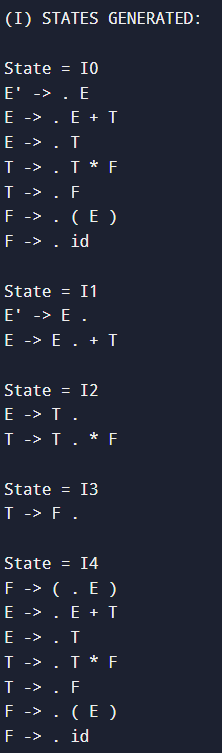 (I) STATES GENERATED:
State = I0
E' -> . E
E -> . E + T
E -> . T
T -> . T * F
T -> . F
F -> . ( E )
F -> . id
State = I1
E' -> E .
E -> E . + T
State = I2
E -> T .
T -> T . * F
State = I3
T -> F .
State = I4
F -> ( . E )
E -> . E + T
E -> . T
T -> . T * F
T -> . F
F -> . ( E )
F -> . id